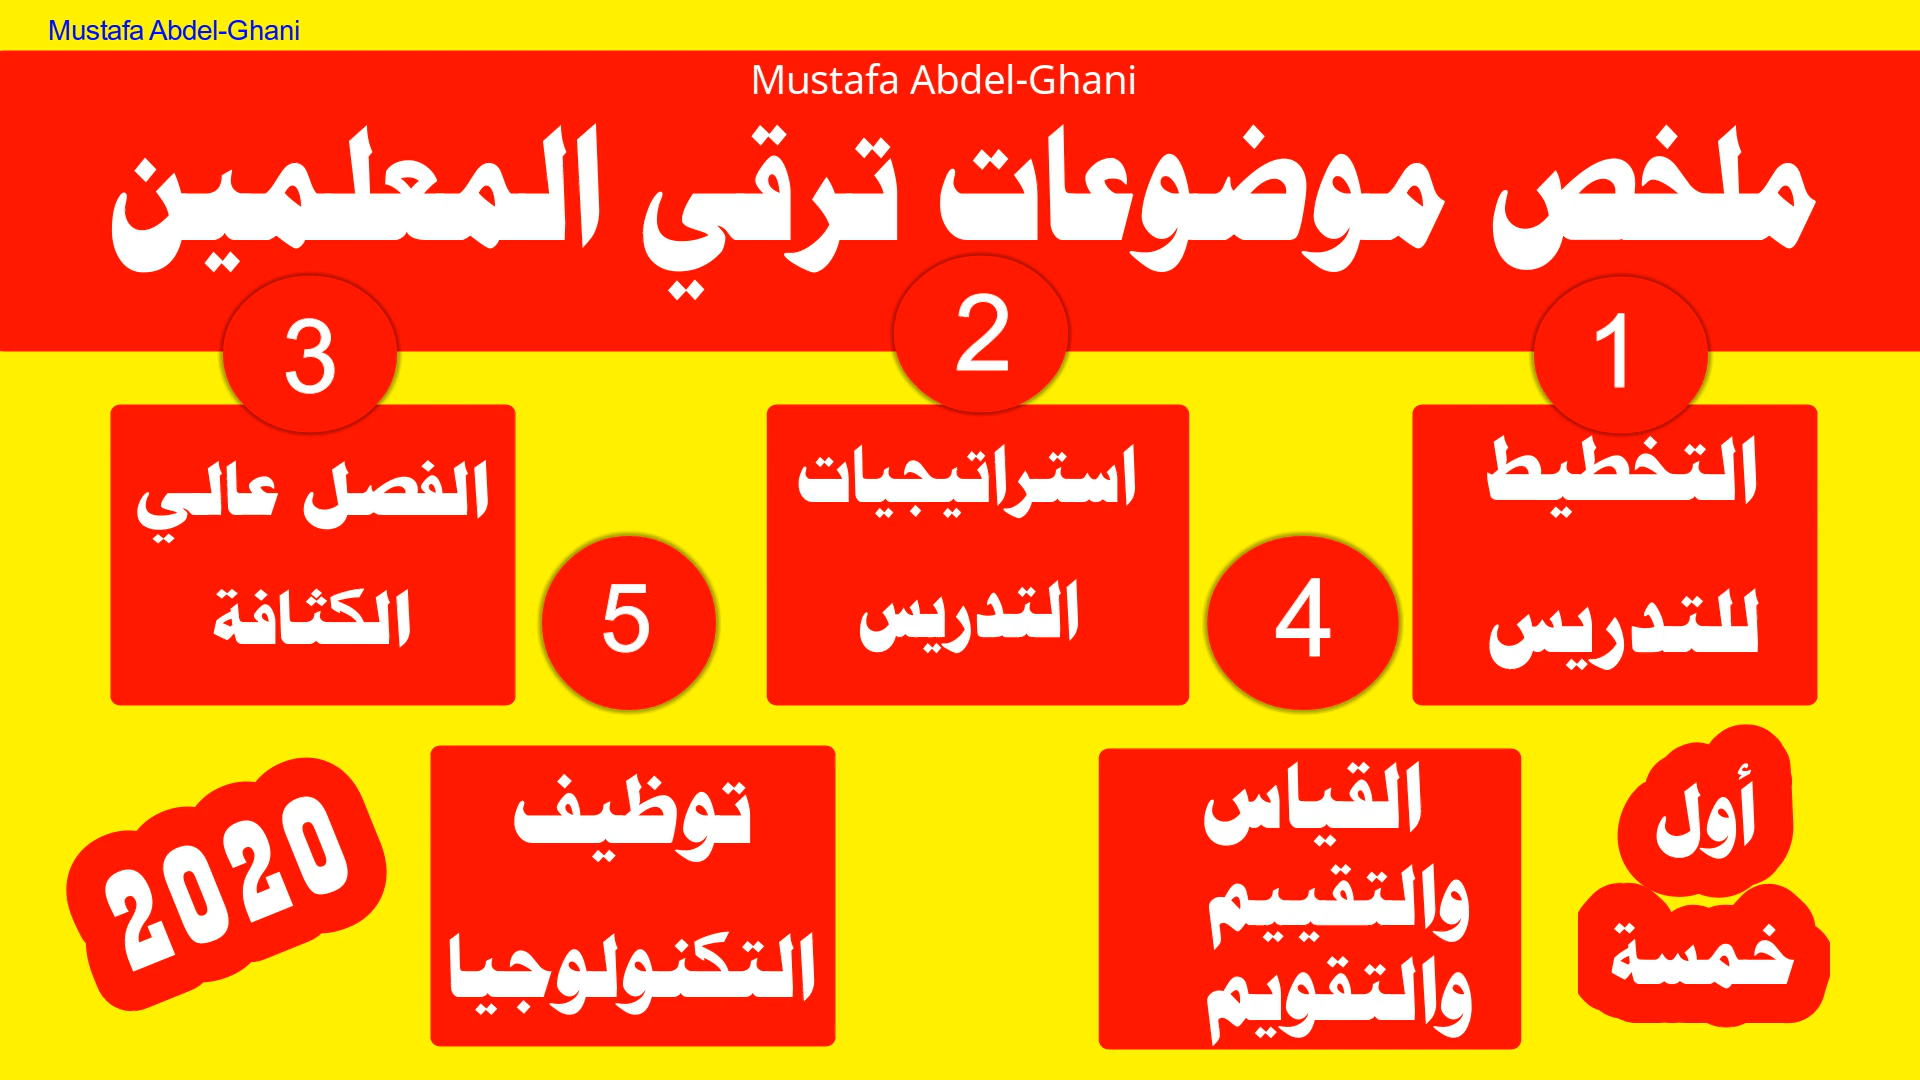 Mustafa Abdel-Ghani
Mustafa Abdel-Ghani
ملخص موضوعات ترقي المعلمين
1
التخطيط
للتدريس
2
استراتيجيات
التدريس
3
الفصل عالي
الكثافة
4
القياس
والتقييم
والتقويم
5
توظيف
التكنولوجيا
أول
خمسة
2020